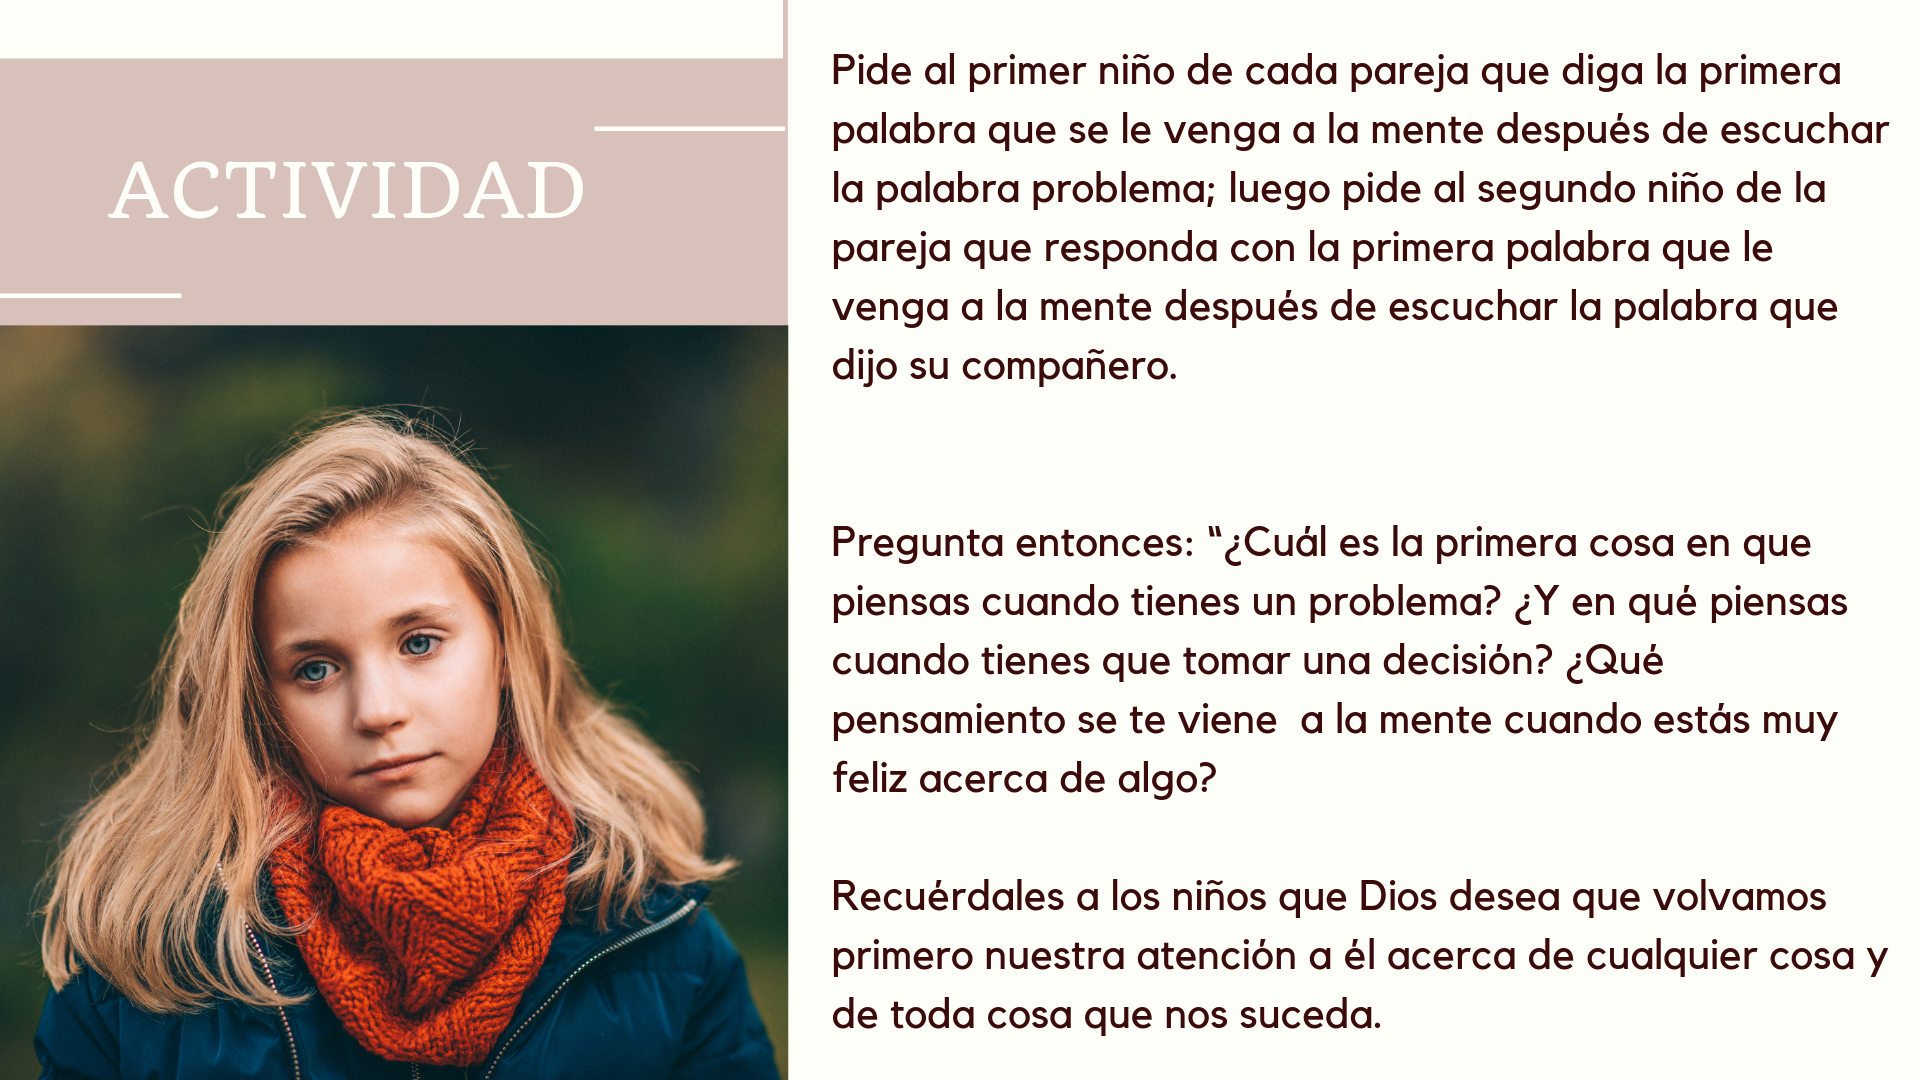 ACTIVIDAD
Pide al primer niño de cada pareja que diga la primera
palabra que se le venga a la mente después de escuchar
la palabra problema; luego pide al segundo niño de la
pareja que responda con la primera palabra que le
venga a la mente después de escuchar la palabra que
dijo su compañero.
Pregunta entonces: “¿Cuál es la primera cosa en que
piensas cuando tienes un problema? ¿Y en qué piensas
cuando tienes que tomar una decisión? ¿Qué
pensamiento se te viene  a la mente cuando estás muy
feliz acerca de algo?
Recuérdales a los niños que Dios desea que volvamos
primero nuestra atención a él acerca de cualquier cosa y
de toda cosa que nos suceda.